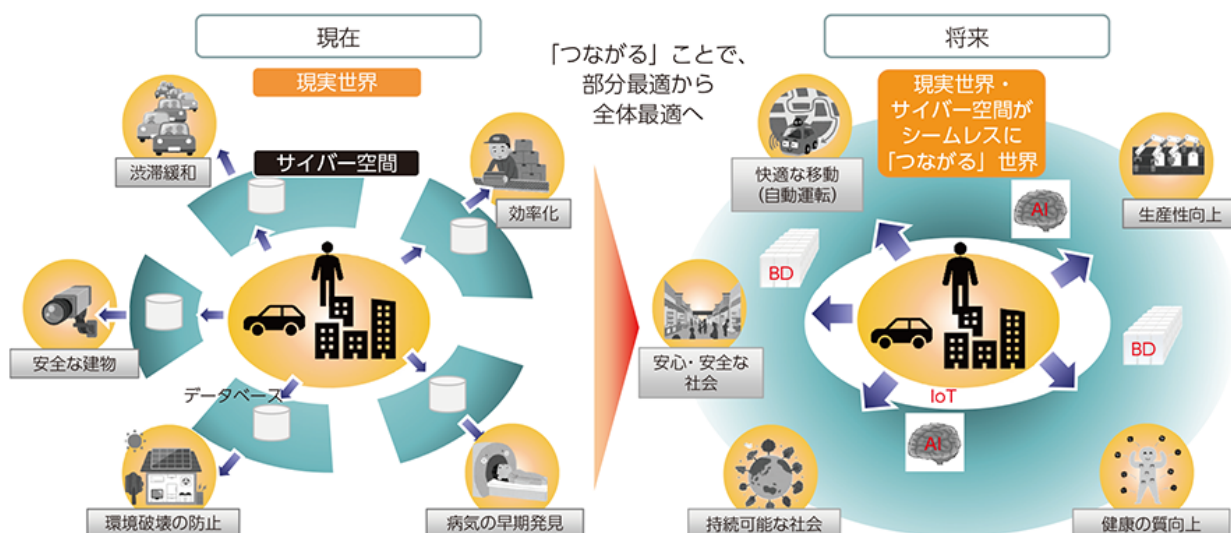 現在
現実世界
サイバー空間
渋滞緩和
効率化
安全な建物
データベース
環境破壊の防止
病気の早期発見
「つながる」ことで、
部分最適から
全体最適へ
将来
現実世界・
サイバー空間が
シームレスに
「つながる」世界
快適な移動
(自動運転)
AI
生産性向上
BD
安心・安全な
社会
BD
IoT
AI
持続可能な社会
健康の質向上